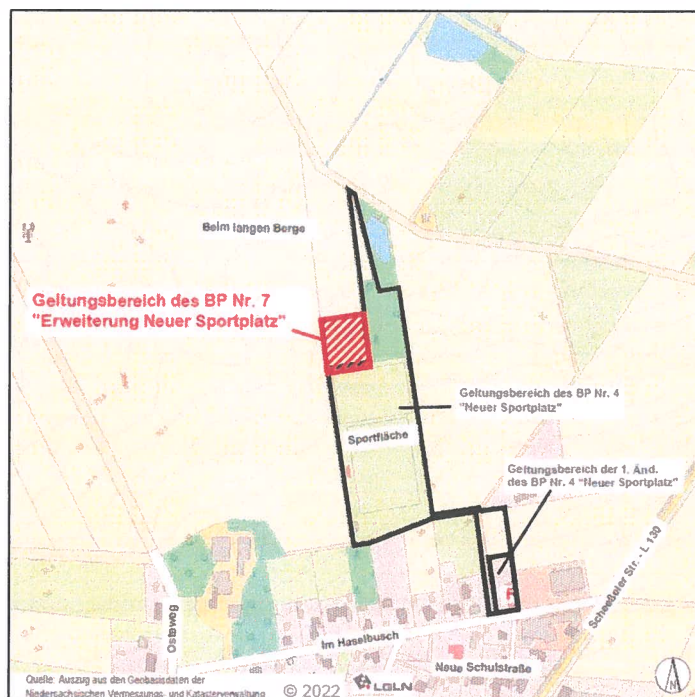 Beim langen Berge
Geltungsbereich des BP Nr. 7
"Erweiterung Neuer Sportplatz"
Geltungsbereich des BP Nr. 4
"Neuer Sportplatz"
Sportfläche
Geltungsbereich der 1. Änd.
des BP Nr. 4 "Neuer Sportplatz"
Scheeßeler Str. - L 130
Osteweg
Im Haselbusch
Neue Schulstraße
Quelle: Auszug aus den Geobasisdaten der
Niedersächsischen Vermessungs- und Katasterverwaltung
© 2022
LGLN
N